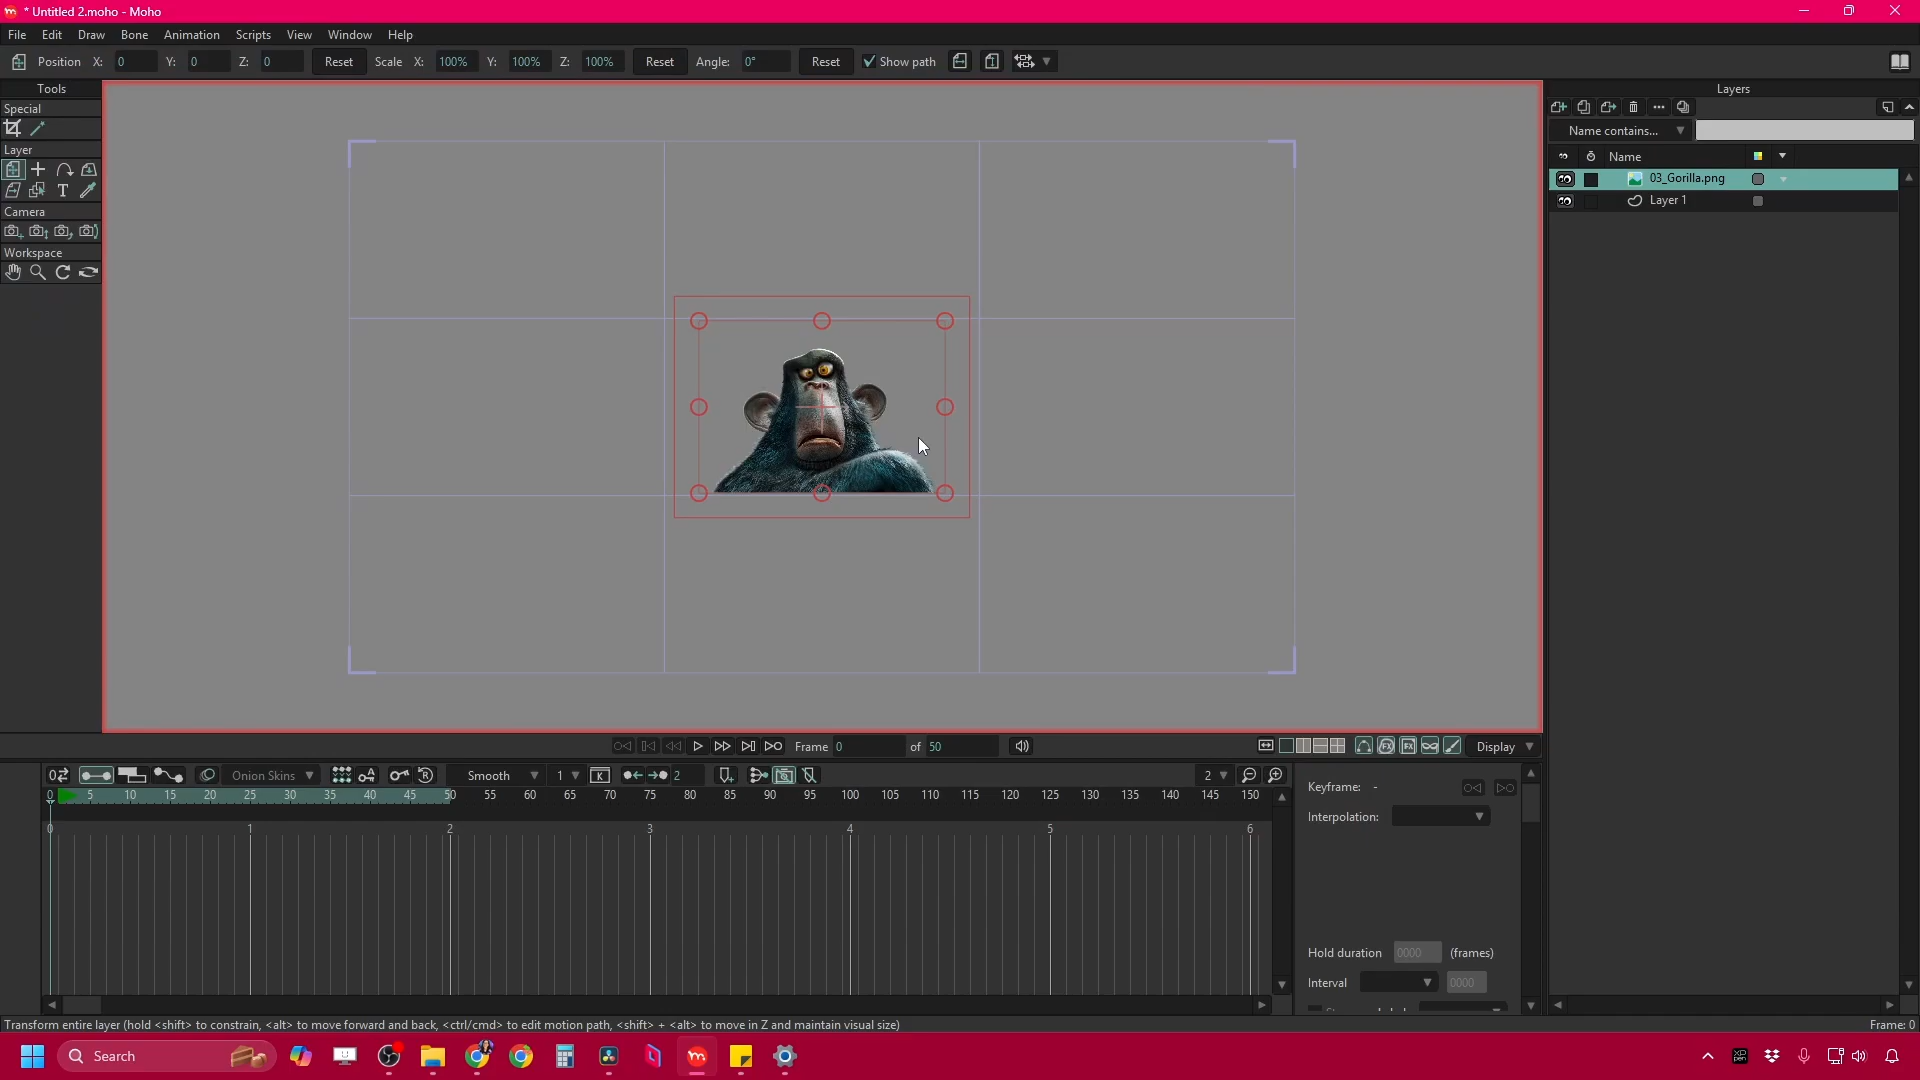 * Untitled 2.moho - Moho
File Edit Draw Bone Animation Scripts View Window Help
Position X: 0 Y: 0 Z: 0 Reset Scale X: 100% Y: 100% Z: 100% Reset Angle: 0° Reset Show path
Tools
Special
Layer
Camera
Workspace
Layers
Name contains...
Name
03_Gorilla.png
Layer 1
Frame 0 of 50
Display
Onion Skins Smooth 1 2 2
0 5 10 15 20 25 30 35 40 45 50 55 60 65 70 75 80 85 90 95 100 105 110 115 120 125 130 135 140 145 150
0 1 2 3 4 5 6
Keyframe: -
Interpolation:
Hold duration 0000 (frames)
Interval 0000
Transform entire layer (hold <shift> to constrain, <alt> to move forward and back, <ctrl/cmd> to edit motion path, <shift> + <alt> to move in Z and maintain visual size)
Frame: 0
Search